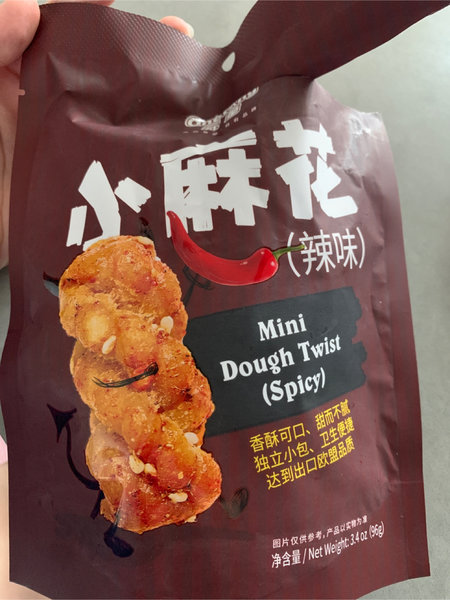 小麻花
(辣味)
Mini
Dough Twist
(Spicy)
香酥可口、甜而不腻
独立小包、卫生便捷
达到出口欧盟品质
图片仅供参考，产品以实物为准
净含量 / Net Weight: 3.4 oz (96g)